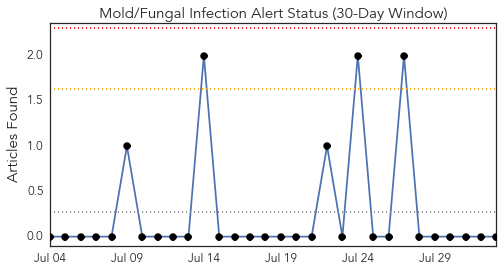 Mold/Fungal Infection Alert Status (30-Day Window)
Articles Found
2.0
1.5
1.0
0.5
0.0
Jul 04 Jul 09 Jul 14 Jul 19 Jul 24 Jul 29